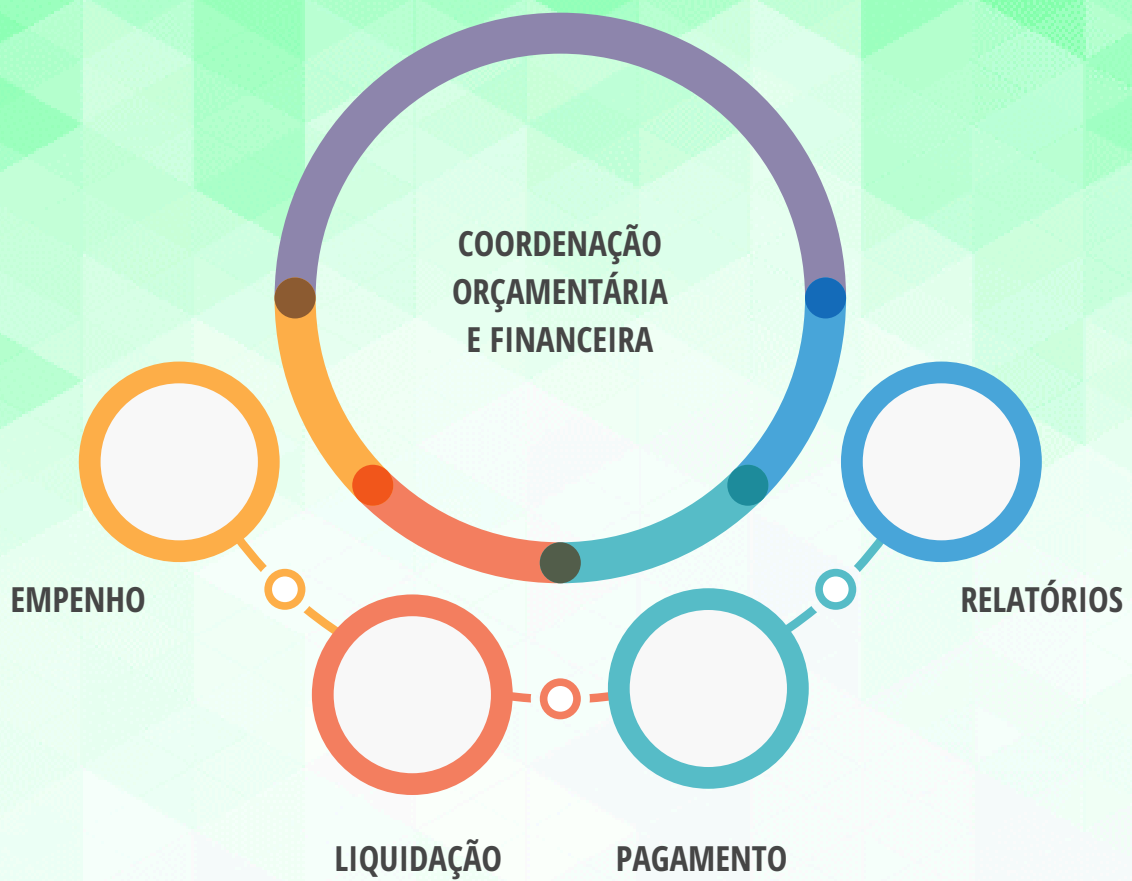 COORDENAÇÃO
ORÇAMENTÁRIA
E FINANCEIRA
EMPENHO
RELATÓRIOS
LIQUIDAÇÃO
PAGAMENTO